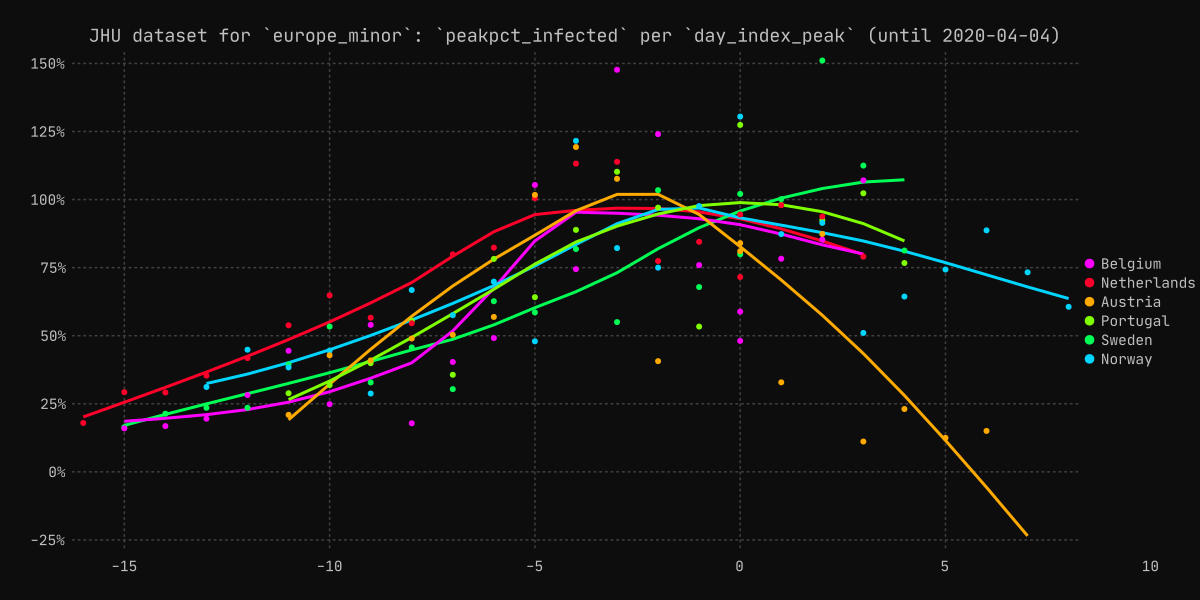 JHU dataset for `europe_minor`: `peakpct_infected` per `day_index_peak` (until 2020-04-04)
150%
125%
100%
75%
50%
25%
0%
-25%
-15 -10 -5 0 5 10
Belgium
Netherlands
Austria
Portugal
Sweden
Norway